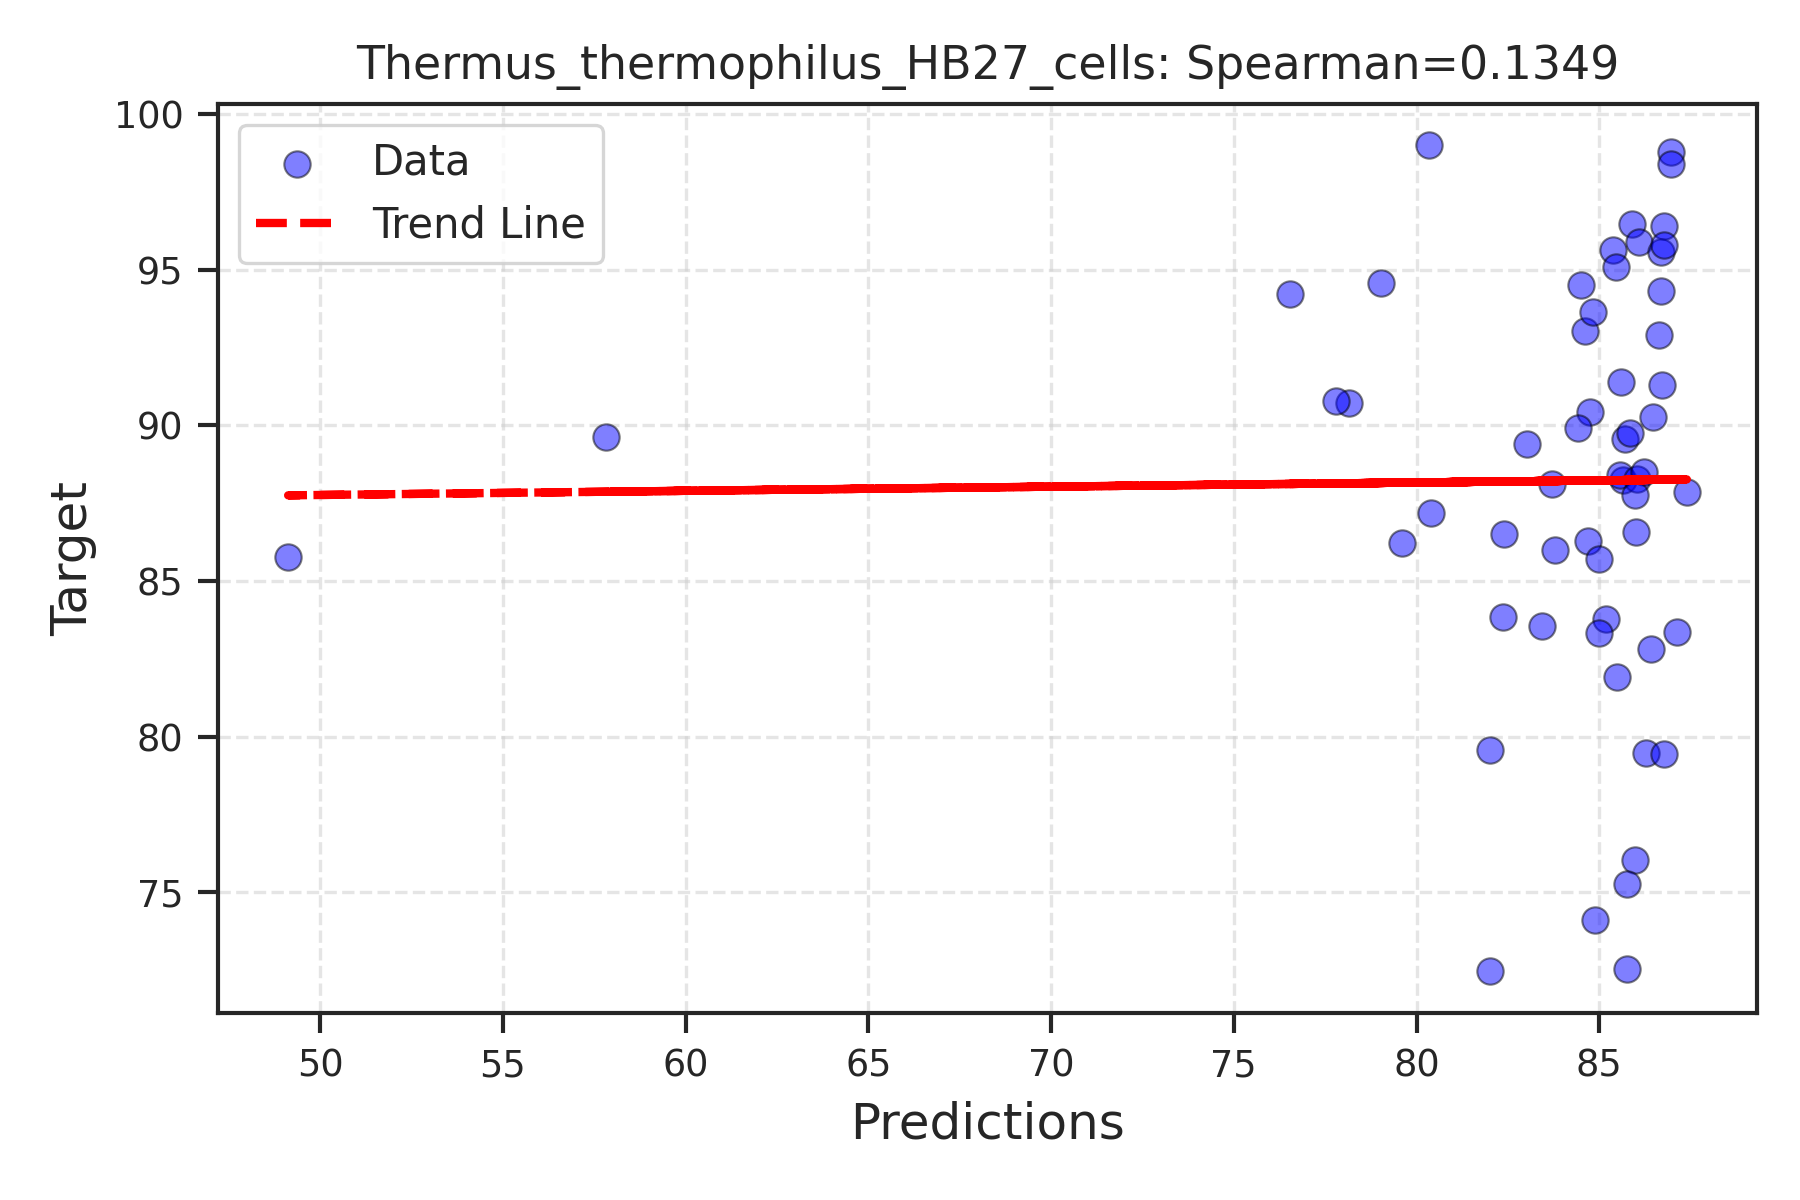 Thermus_thermophilus_HB27_cells: Spearman=0.1349
Data
Trend Line
100
95
90
85
80
75
Target
50
55
60
65
70
75
80
85
Predictions